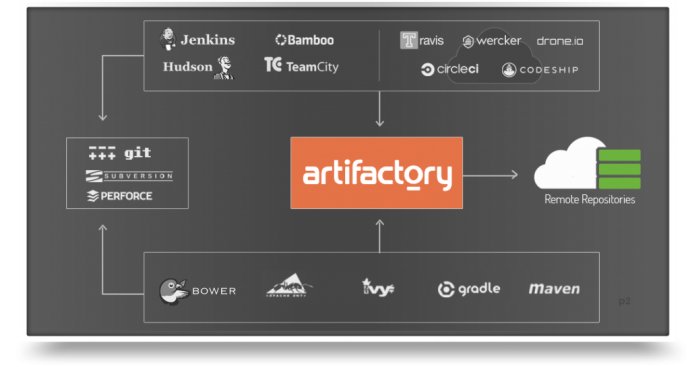 Jenkins
Bamboo
Travis
wercker
drone.io
Hudson
TeamCity
circleci
CODESHIP
git
SUBVERSION
PERFORCE
artifactory
Remote Repositories
BOWER
APACHE ANT
ivy
gradle
maven
p2